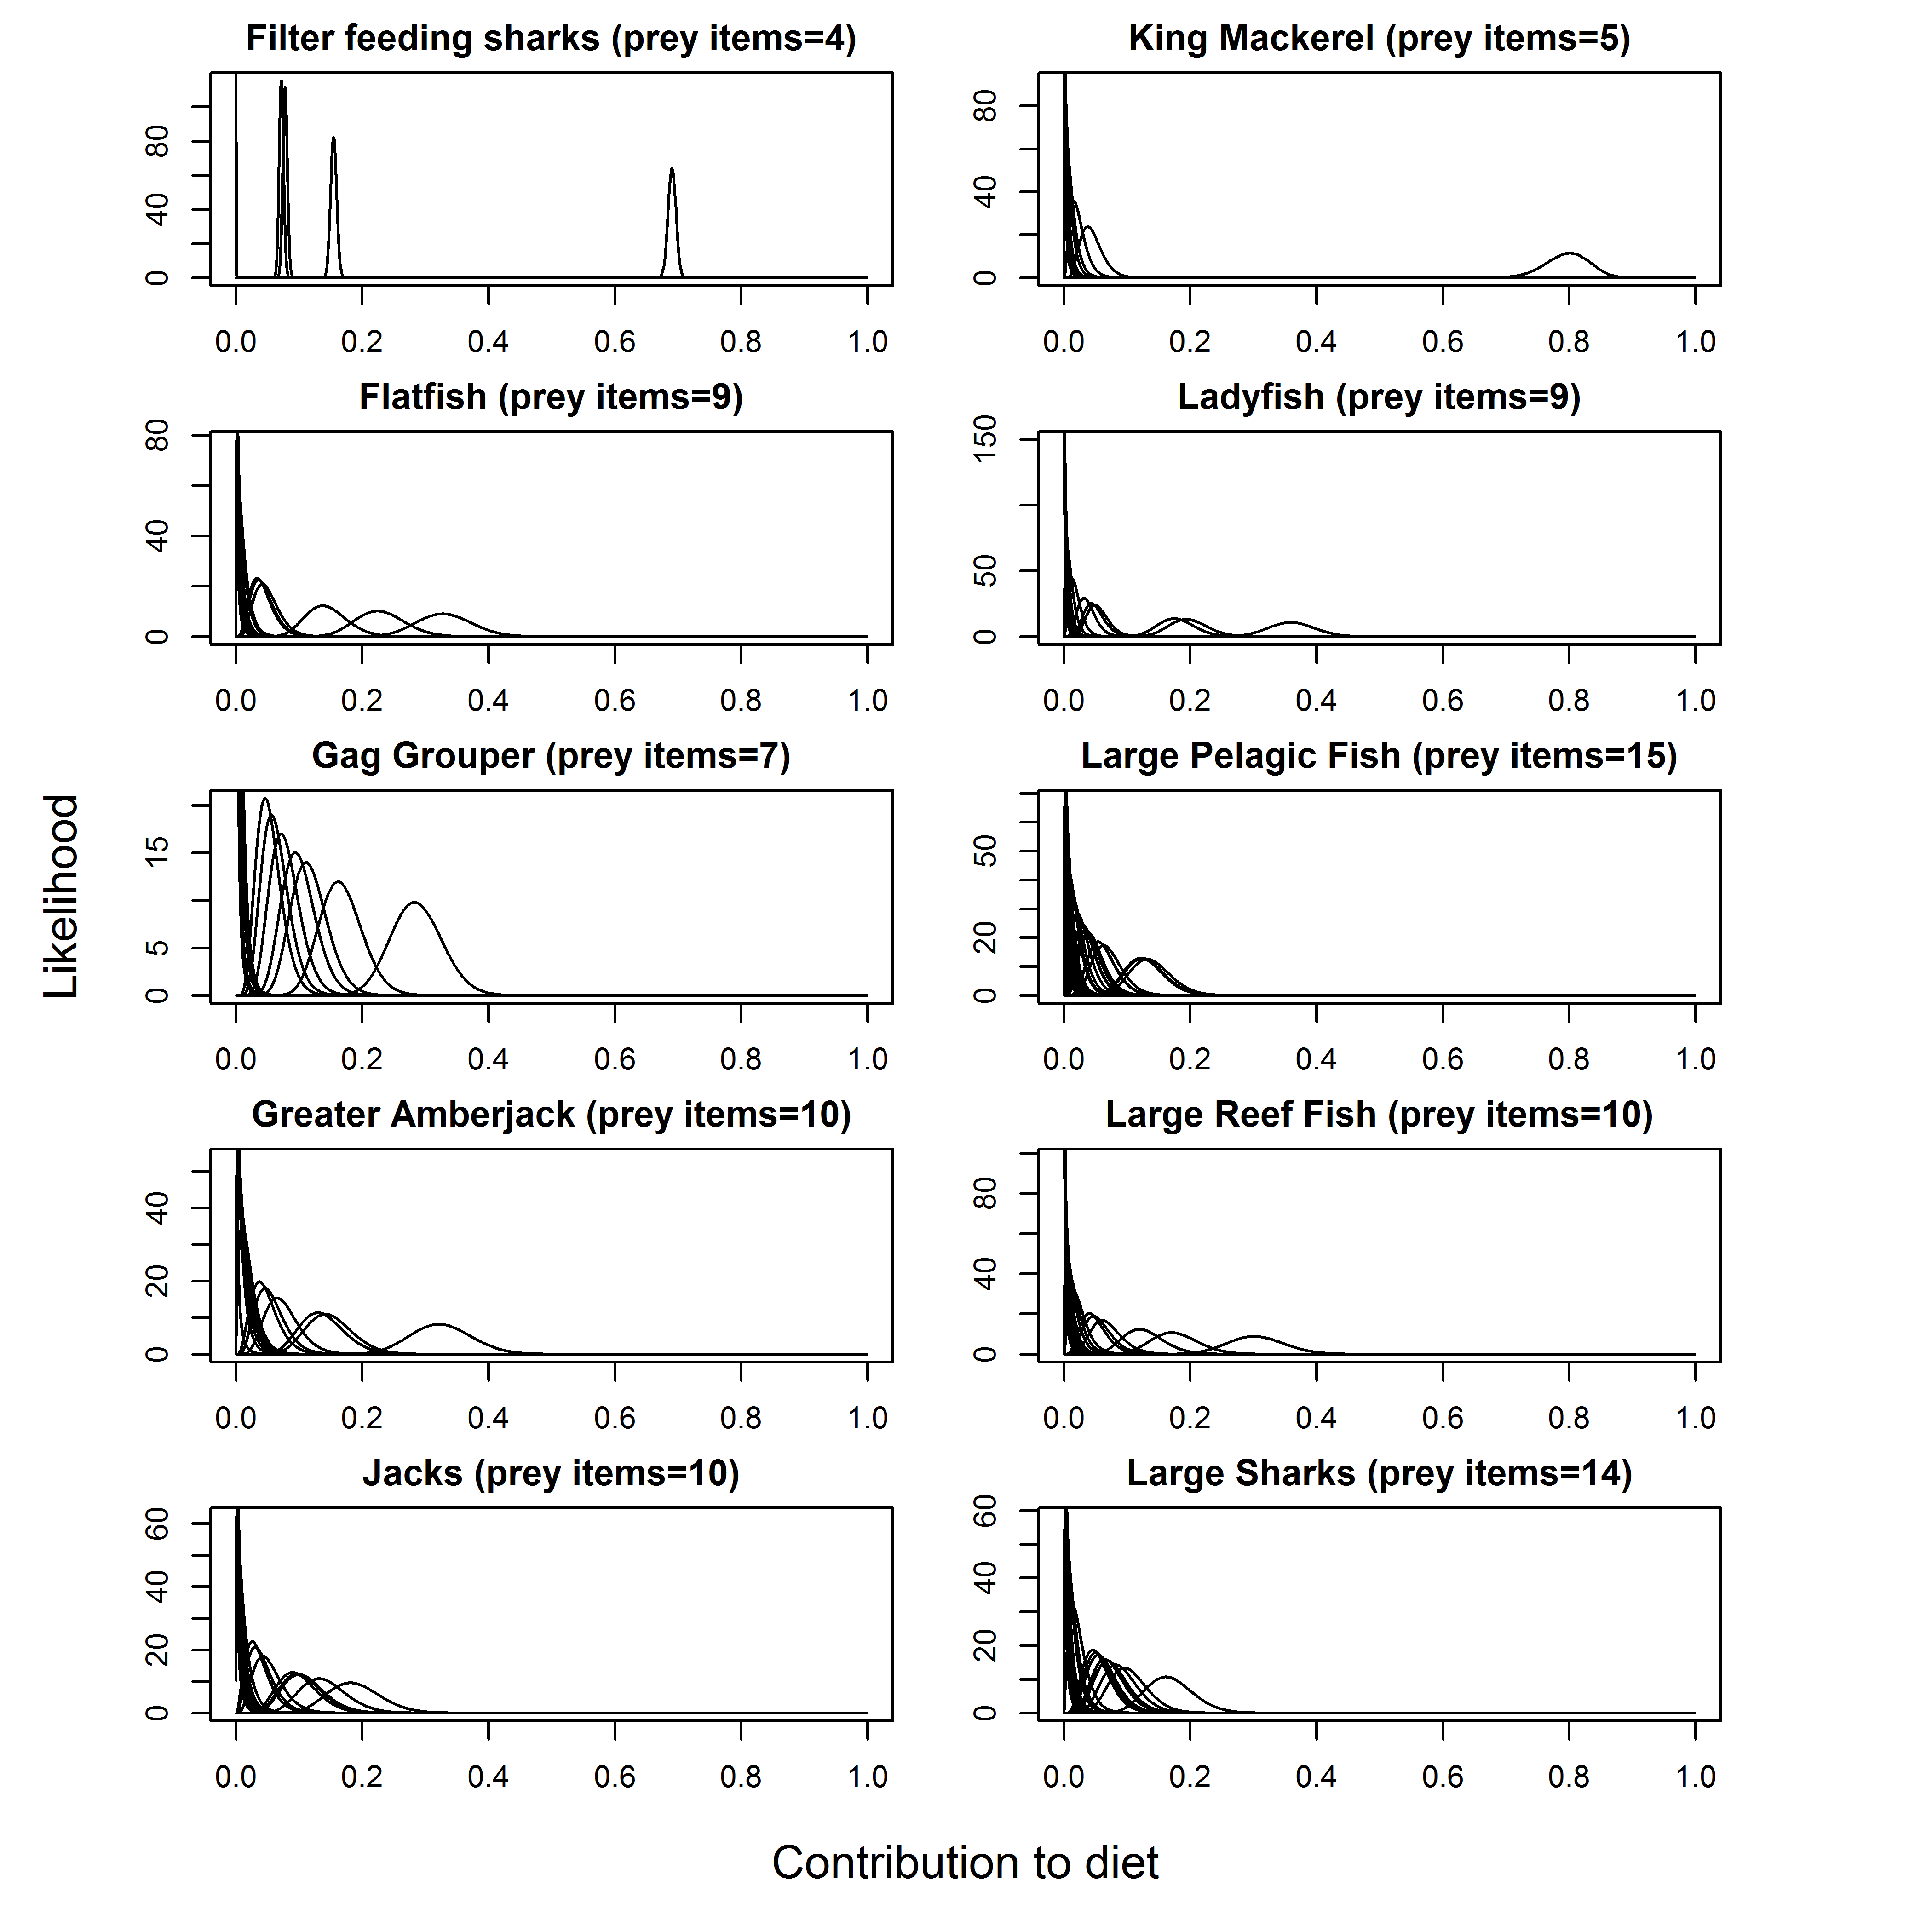 Filter feeding sharks (prey items=4)
0 40 80
0.0 0.2 0.4 0.6 0.8 1.0
King Mackerel (prey items=5)
0 40 80
0.0 0.2 0.4 0.6 0.8 1.0
Flatfish (prey items=9)
0 40 80
0.0 0.2 0.4 0.6 0.8 1.0
Ladyfish (prey items=9)
0 50 150
0.0 0.2 0.4 0.6 0.8 1.0
Gag Grouper (prey items=7)
0 5 15
0.0 0.2 0.4 0.6 0.8 1.0
Large Pelagic Fish (prey items=15)
0 20 50
0.0 0.2 0.4 0.6 0.8 1.0
Greater Amberjack (prey items=10)
0 20 40
0.0 0.2 0.4 0.6 0.8 1.0
Large Reef Fish (prey items=10)
0 40 80
0.0 0.2 0.4 0.6 0.8 1.0
Jacks (prey items=10)
0 20 40 60
0.0 0.2 0.4 0.6 0.8 1.0
Large Sharks (prey items=14)
0 20 40 60
0.0 0.2 0.4 0.6 0.8 1.0
Likelihood
Contribution to diet